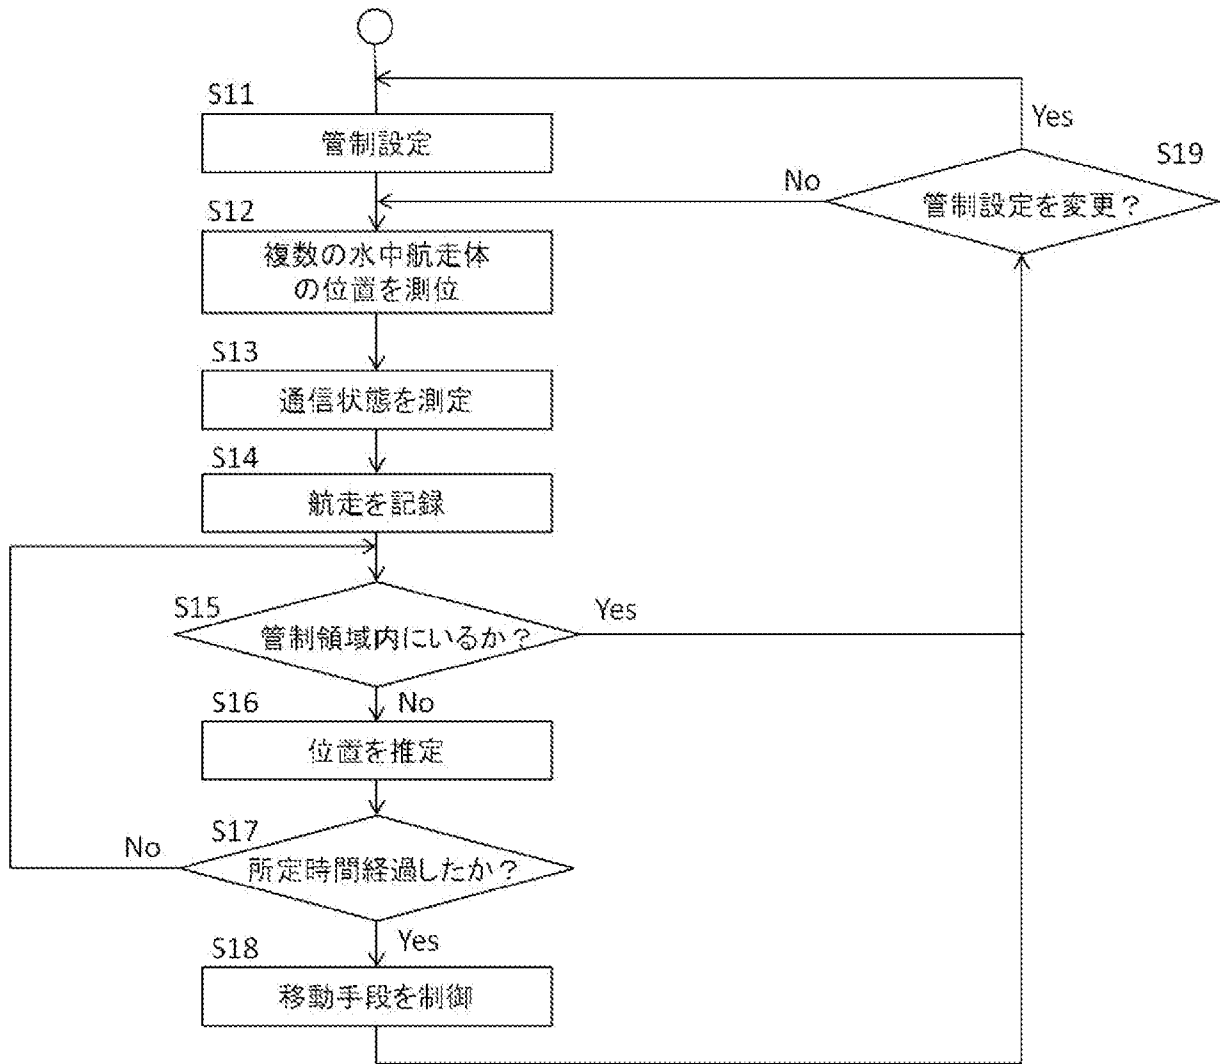 S11
管制設定
Yes
S19
管制設定を変更？
No
S12
複数の水中航走体
の位置を測位
S13
通信状態を測定
S14
航走を記録
S15
管制領域内にいるか？
Yes
No
S16
位置を推定
S17
所定時間経過したか？
No
Yes
S18
移動手段を制御